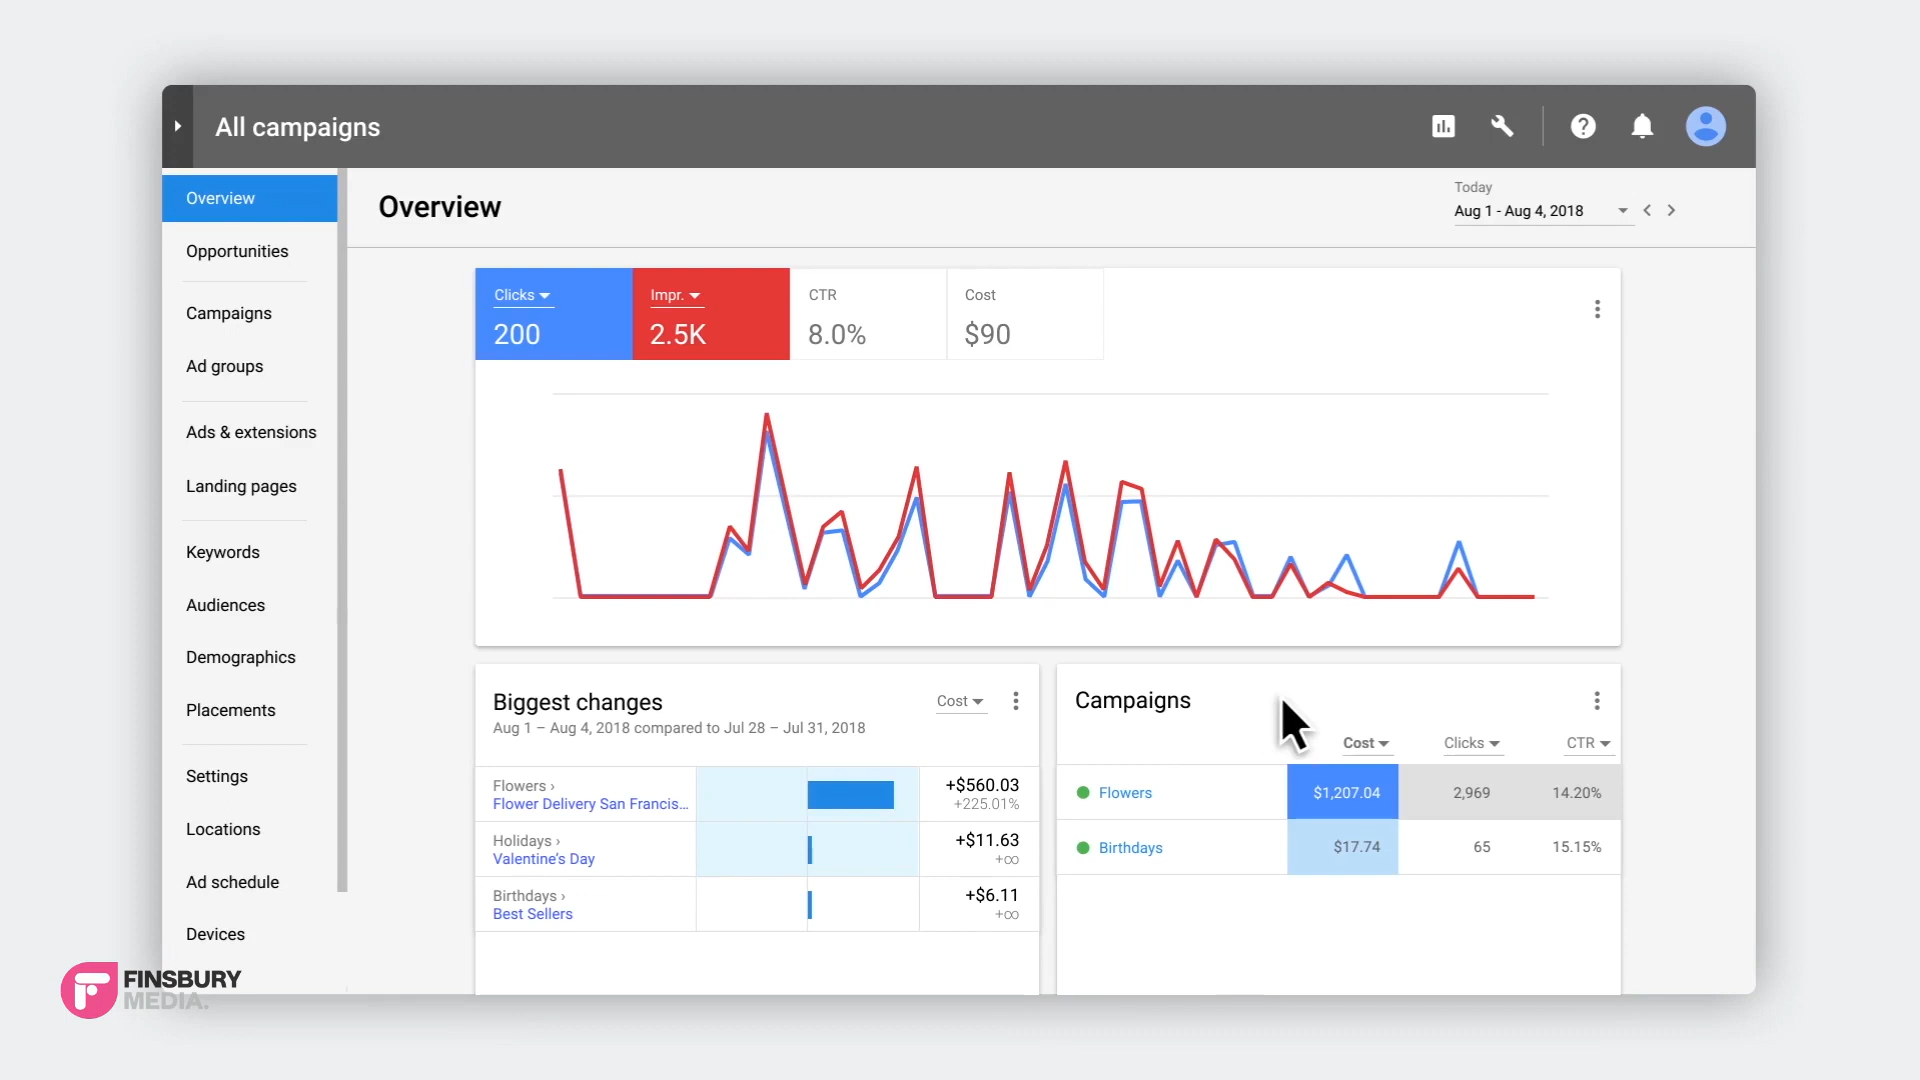 All campaigns
Overview
Opportunities
Campaigns
Ad groups
Ads & extensions
Landing pages
Keywords
Audiences
Demographics
Placements
Settings
Locations
Ad schedule
Devices
FINSBURY
MEDIA.
Overview
Today
Aug 1 - Aug 4, 2018
Clicks
200
Impr.
2.5K
CTR
8.0%
Cost
$90
Biggest changes
Cost
Aug 1 – Aug 4, 2018 compared to Jul 28 – Jul 31, 2018
Flowers ›
Flower Delivery San Francis...
+$560.03
+225.01%
Holidays ›
Valentine's Day
+$11.63
+∞
Birthdays ›
Best Sellers
+$6.11
+∞
Campaigns
Cost Clicks CTR
Flowers $1,207.04 2,969 14.20%
Birthdays $17.74 65 15.15%